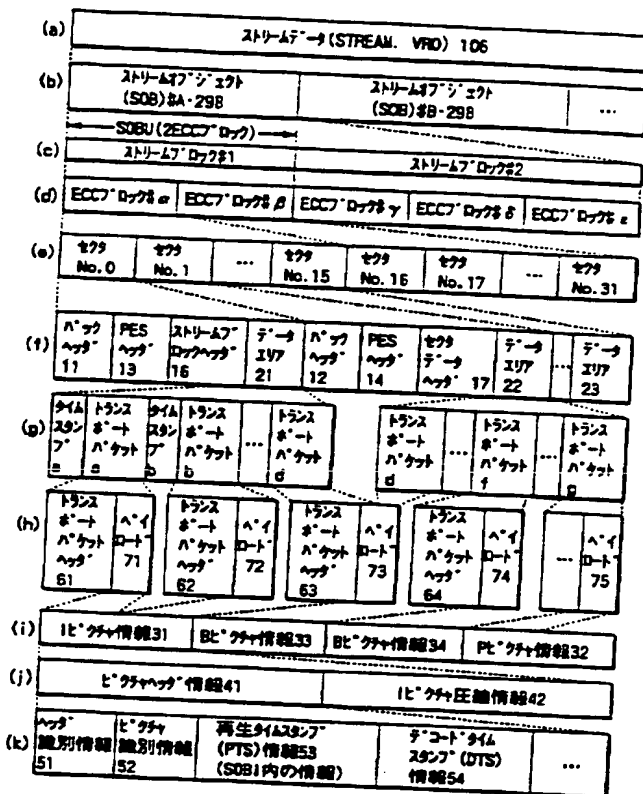 (a) ストリームデータ(STREAM. VRO) 106
(b) ストリームオブジェクト ストリームオブジェクト
(SOB)#A·298 (SOB)#B·298 ...
SOBU(2ECCブロック)
(c) ストリームブロック#1 ストリームブロック#2
(d) ECCブロック#α ECCブロック#β ECCブロック#γ ECCブロック#δ ECCブロック#ε
(e) セクタ セクタ ... セクタ セクタ セクタ ... セクタ
No.0 No.1 No.15 No.16 No.17 No.31
(f) パック PES ストリームブ データ パック PES セクタ データ ... データ
ヘッダ ヘッダ ロックヘッダ エリア ヘッダ ヘッダ データ エリア エリア
11 13 16 21 12 14 ヘッダ 17 22 23
(g) タイム トランス タイム トランス ... トランス トランス ... トランス ... トランス
スタン ポート スタン ポート ポート ポート ポート ポート
プ パケット プ パケット パケット パケット パケット パケット
a a b b d d f g
(h) トランス ペイ トランス ペイ トランス ペイ トランス ペイ ... ペイ
ポート ロード ポート ロード ポート ロード ポート ロード ロード
パケット 71 パケット 72 パケット 73 パケット 74 75
ヘッダ ヘッダ ヘッダ ヘッダ
61 62 63 64
(i) Iピクチャ情報31 Bピクチャ情報33 Bピクチャ情報34 Pピクチャ情報32
(j) ピクチャヘッダ情報41 Iピクチャ圧縮情報42
(k) ヘッダ ピクチャ 再生タイムスタンプ デコードタイム ...
識別情報 識別情報 (PTS)情報53 スタンプ(DTS)
51 52 (SOBI内の情報) 情報54